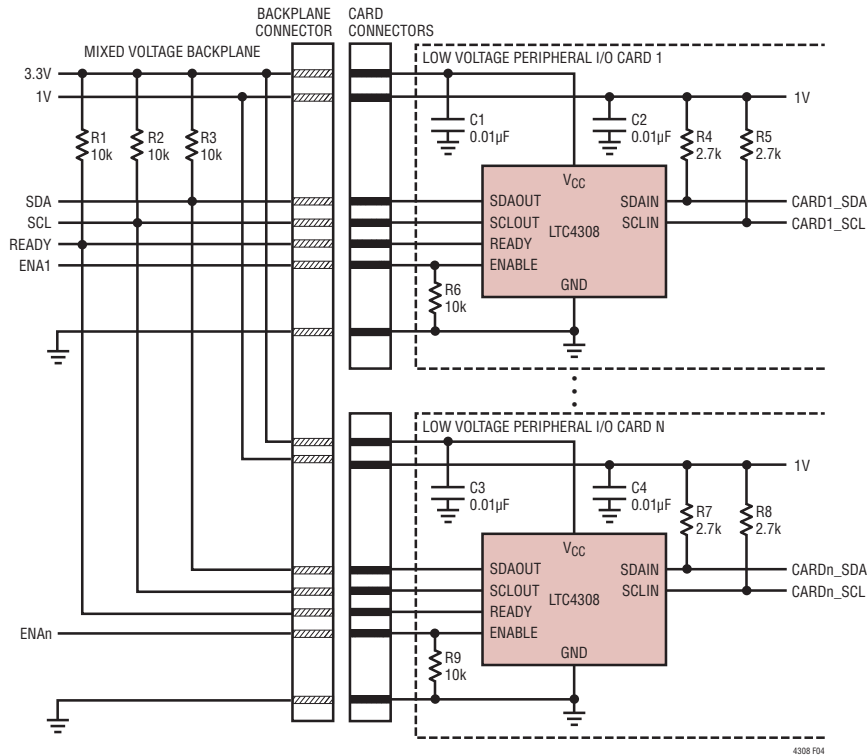 BACKPLANE
CONNECTOR
CARD
CONNECTORS
MIXED VOLTAGE BACKPLANE
LOW VOLTAGE PERIPHERAL I/O CARD 1
3.3V
1V
1V
R1
10k
R2
10k
R3
10k
C1
0.01µF
C2
0.01µF
R4
2.7k
R5
2.7k
VCC
SDA
SCL
READY
ENA1
SDAOUT
SCLOUT
READY
ENABLE
LTC4308
SDAIN
SCLIN
GND
CARD1_SDA
CARD1_SCL
R6
10k
LOW VOLTAGE PERIPHERAL I/O CARD N
1V
C3
0.01µF
C4
0.01µF
R7
2.7k
R8
2.7k
VCC
SDAOUT
SCLOUT
READY
ENABLE
LTC4308
SDAIN
SCLIN
GND
CARDn_SDA
CARDn_SCL
ENAn
R9
10k
4308 F04